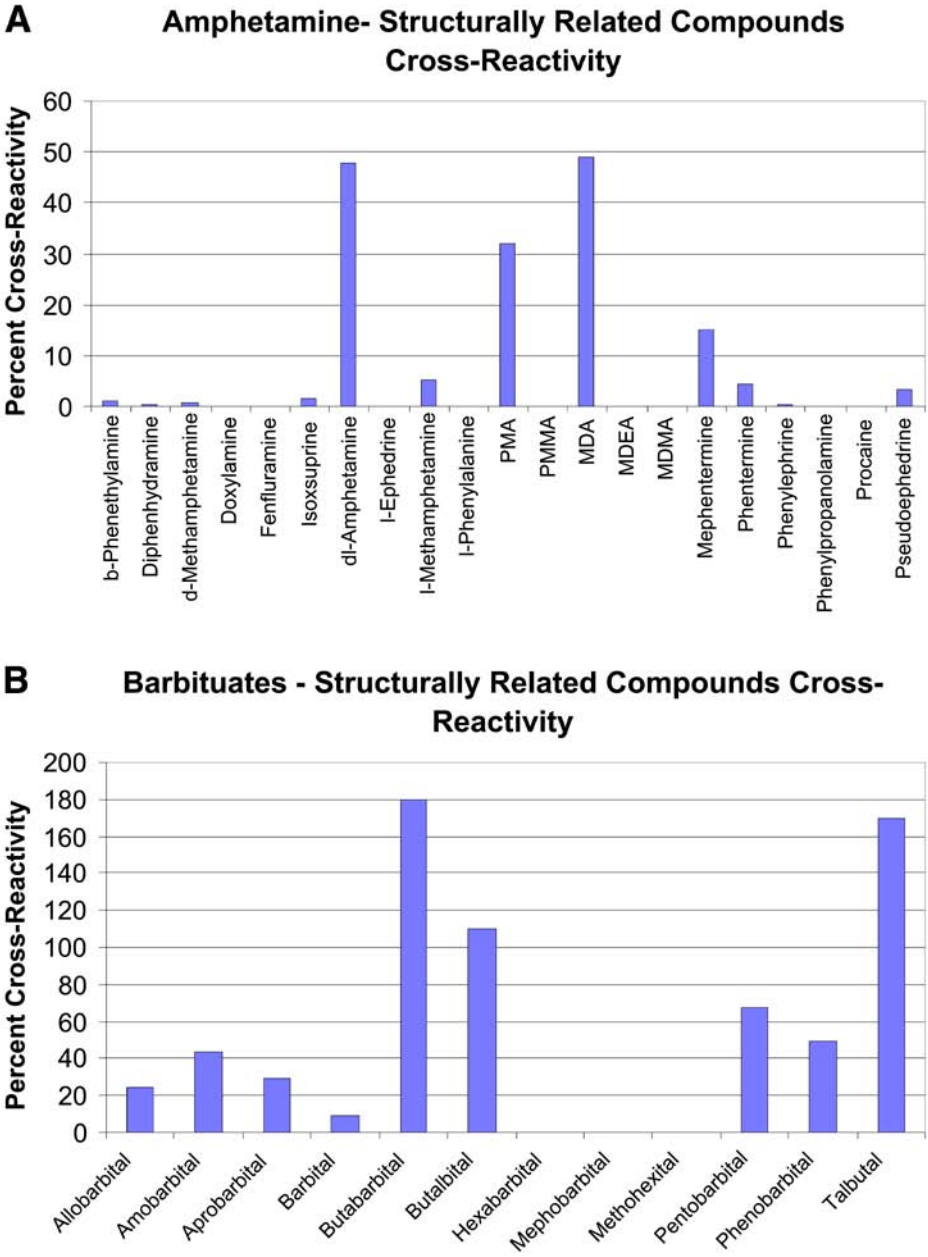 A
Amphetamine- Structurally Related Compounds
Cross-Reactivity
Percent Cross-Reactivity
60
50
40
30
20
10
0
b-Phenethylamine
Diphenhydramine
d-Methamphetamine
Doxylamine
Fenfluramine
Isoxsuprine
dl-Amphetamine
l-Ephedrine
l-Methamphetamine
l-Phenylalanine
PMA
PMMA
MDA
MDEA
MDMA
Mephentermine
Phentermine
Phenylephrine
Phenylpropanolamine
Procaine
Pseudoephedrine
B
Barbituates - Structurally Related Compounds Cross-
Reactivity
Percent Cross-Reactivity
200
180
160
140
120
100
80
60
40
20
0
Allobarbital
Amobarbital
Aprobarbital
Barbital
Butabarbital
Butalbital
Hexabarbital
Mephobarbital
Methohexital
Pentobarbital
Phenobarbital
Talbutal